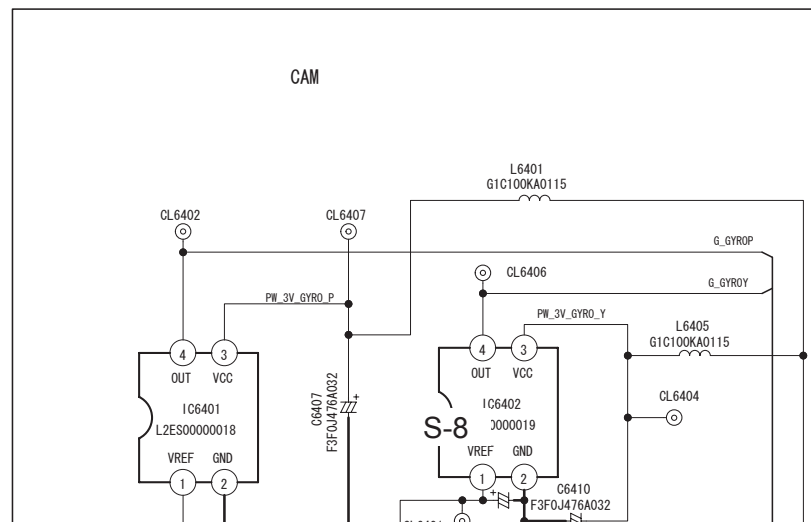 CAM
L6401
G1C100KA0115
CL6402
CL6407
G_GYROP
CL6406
G_GYROY
PW_3V_GYRO_P
PW_3V_GYRO_Y
L6405
G1C100KA0115
4
3
OUT
VCC
4
3
OUT
VCC
IC6401
L2ES00000018
C6407
F3F0J476A032
+
IC6402
S-8
0000019
CL6404
VREF
GND
1
2
VREF
GND
1
2
+
C6410
F3F0J476A032